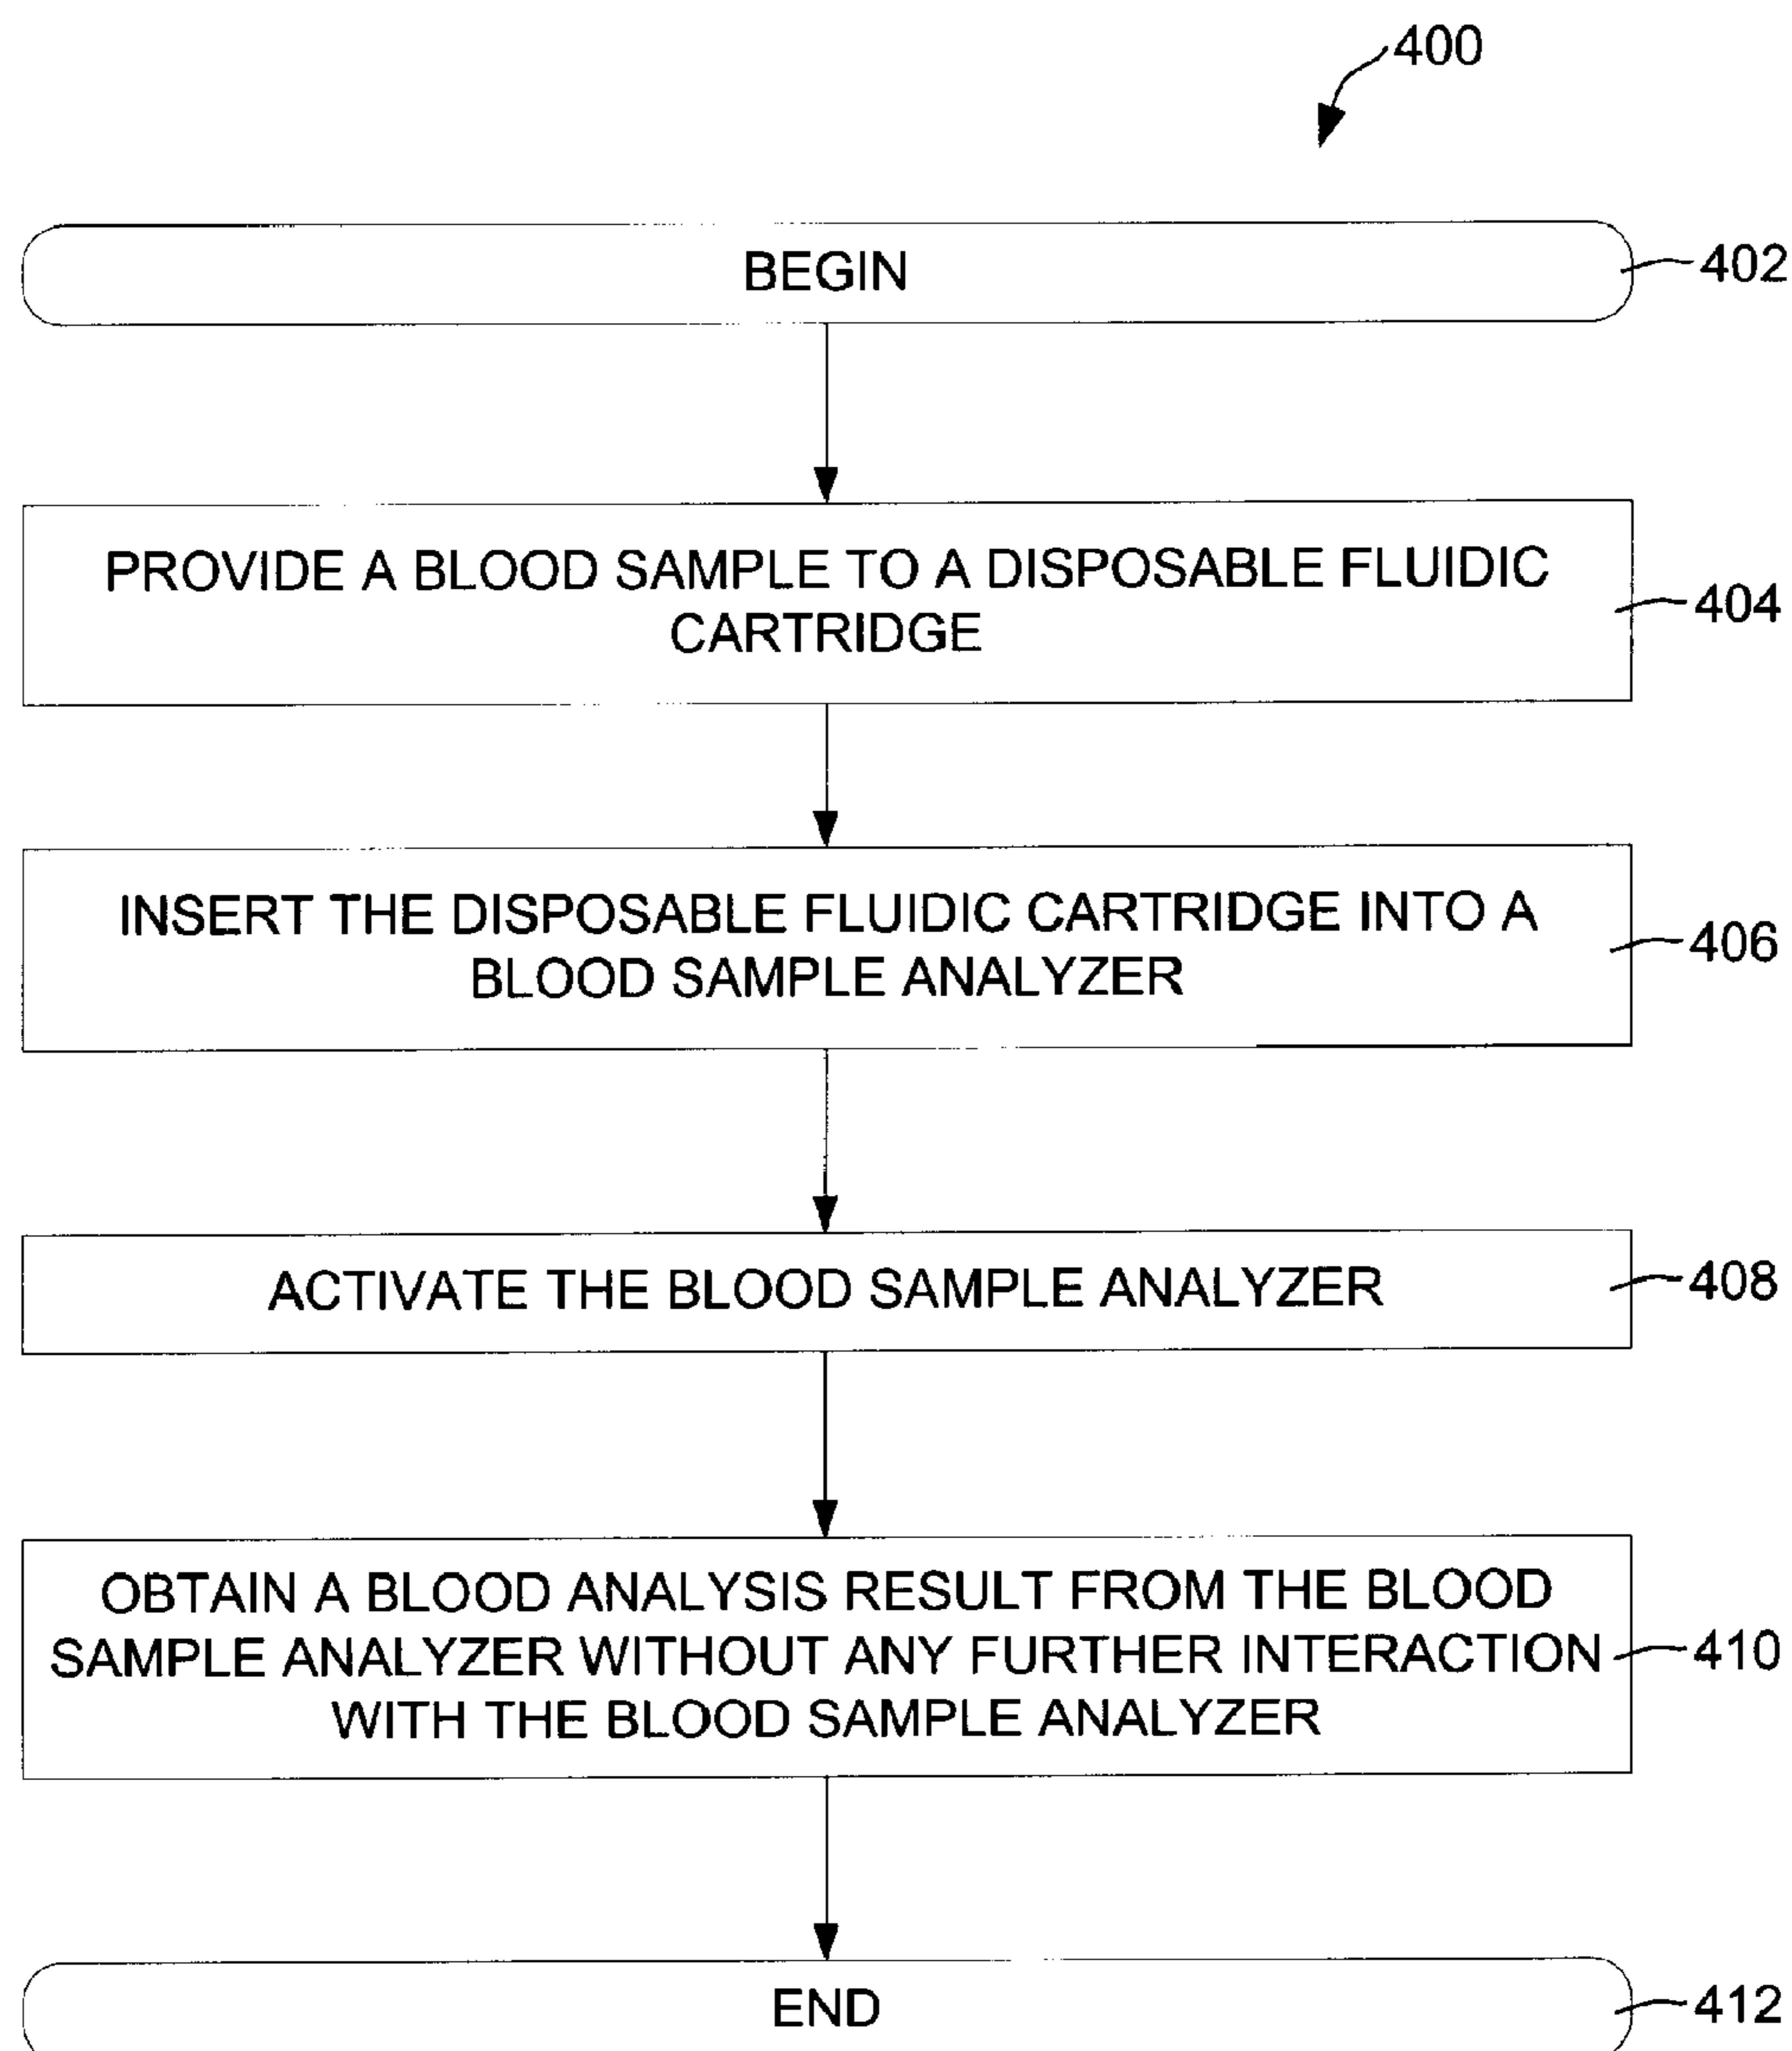 400
BEGIN
402
PROVIDE A BLOOD SAMPLE TO A DISPOSABLE FLUIDIC
CARTRIDGE
404
INSERT THE DISPOSABLE FLUIDIC CARTRIDGE INTO A
BLOOD SAMPLE ANALYZER
406
ACTIVATE THE BLOOD SAMPLE ANALYZER
408
OBTAIN A BLOOD ANALYSIS RESULT FROM THE BLOOD
SAMPLE ANALYZER WITHOUT ANY FURTHER INTERACTION
WITH THE BLOOD SAMPLE ANALYZER
410
END
412